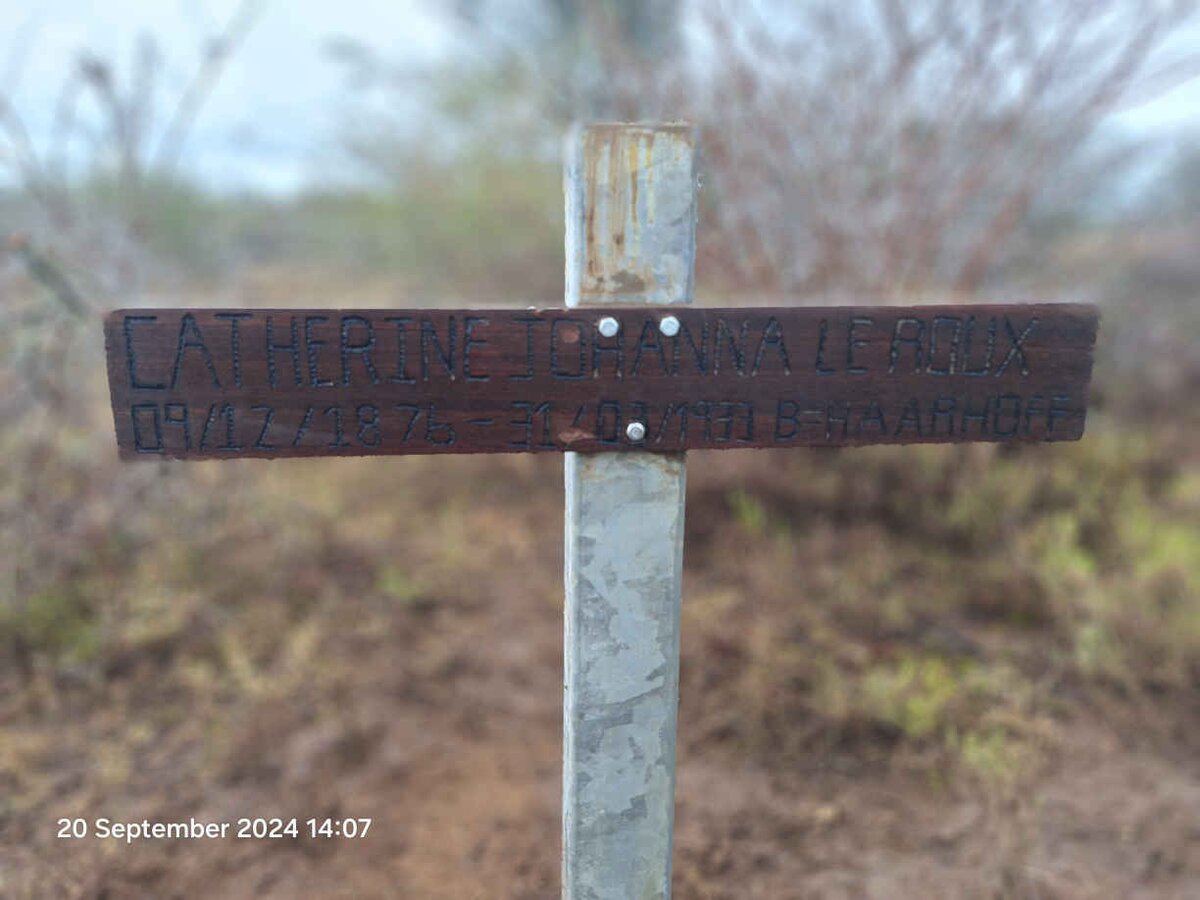 CATHERINE JOHANNA LE ROUX
09/12/1876 - B=HAARHOFF
20 September 2024 14:07